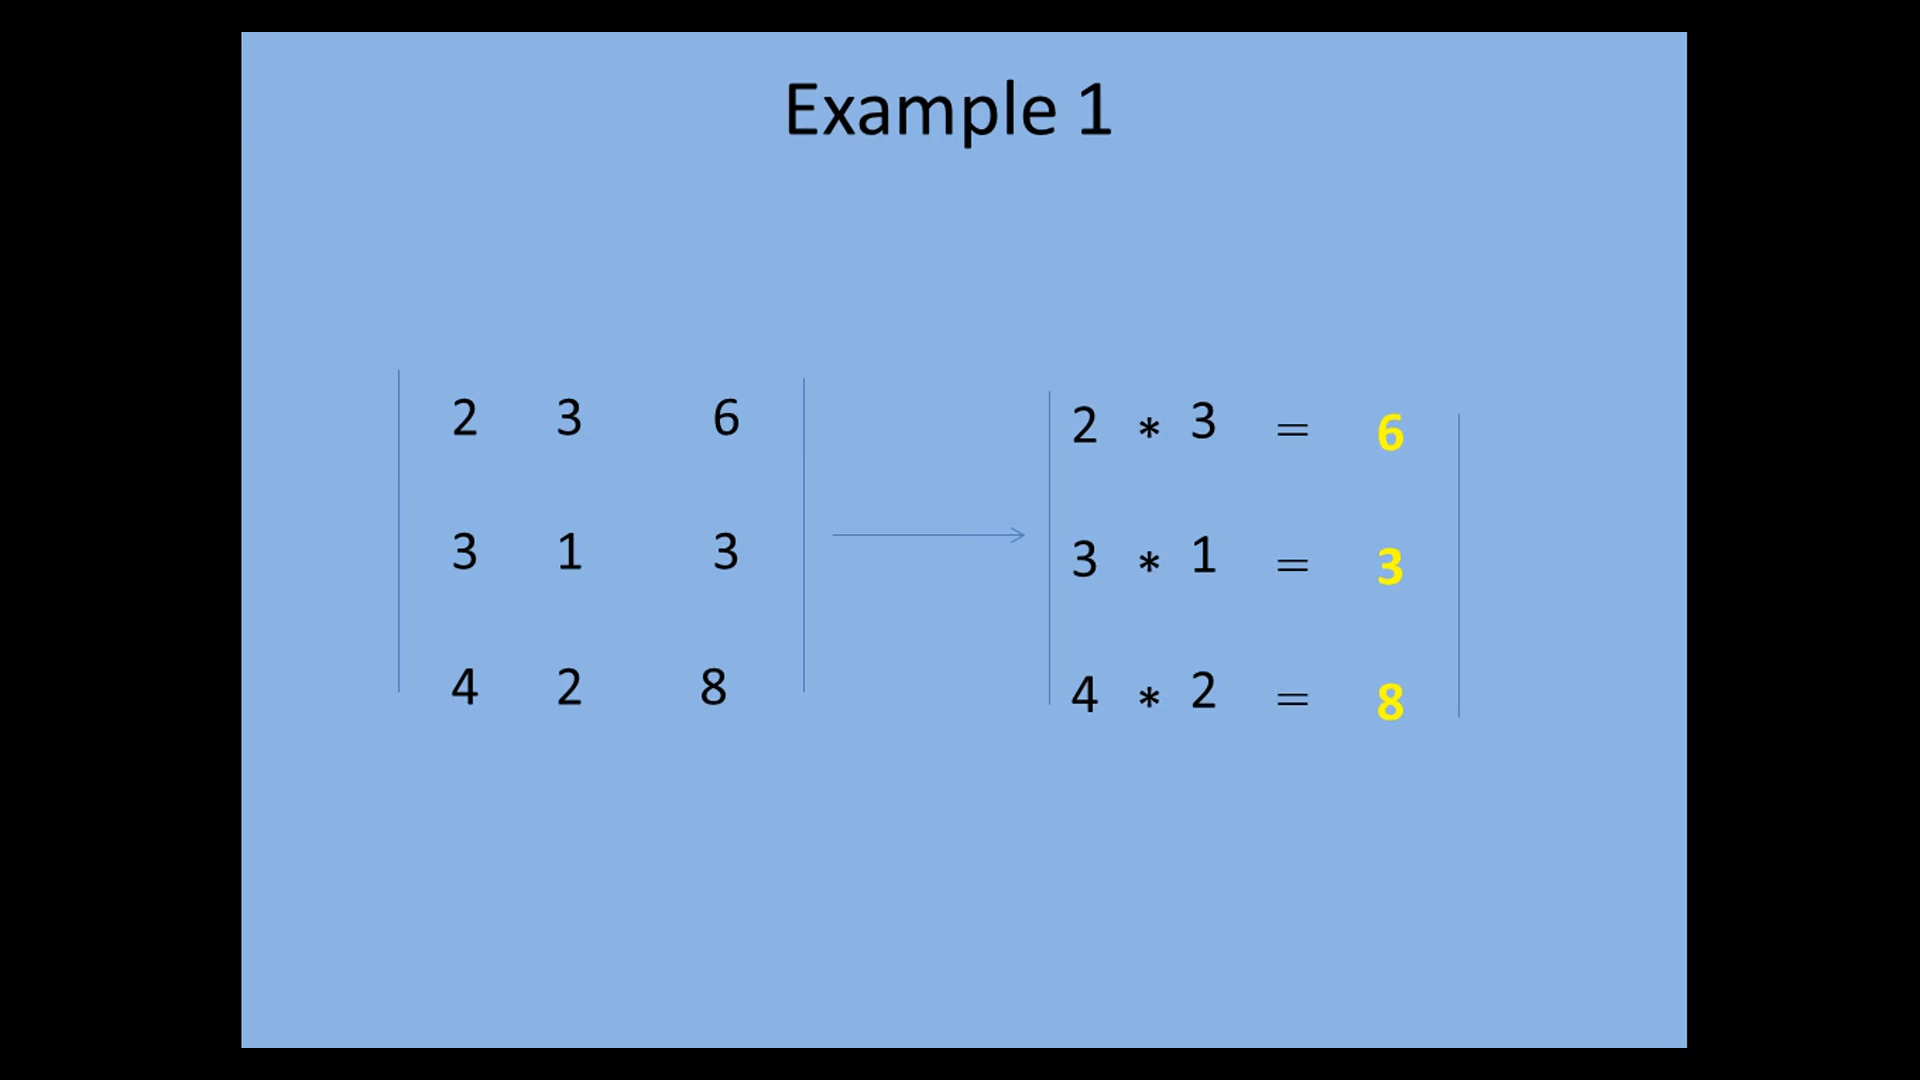 Example 1
2 3 6 2 * 3 = 6
3 1 3 3 * 1 = 3
4 2 8 4 * 2 = 8